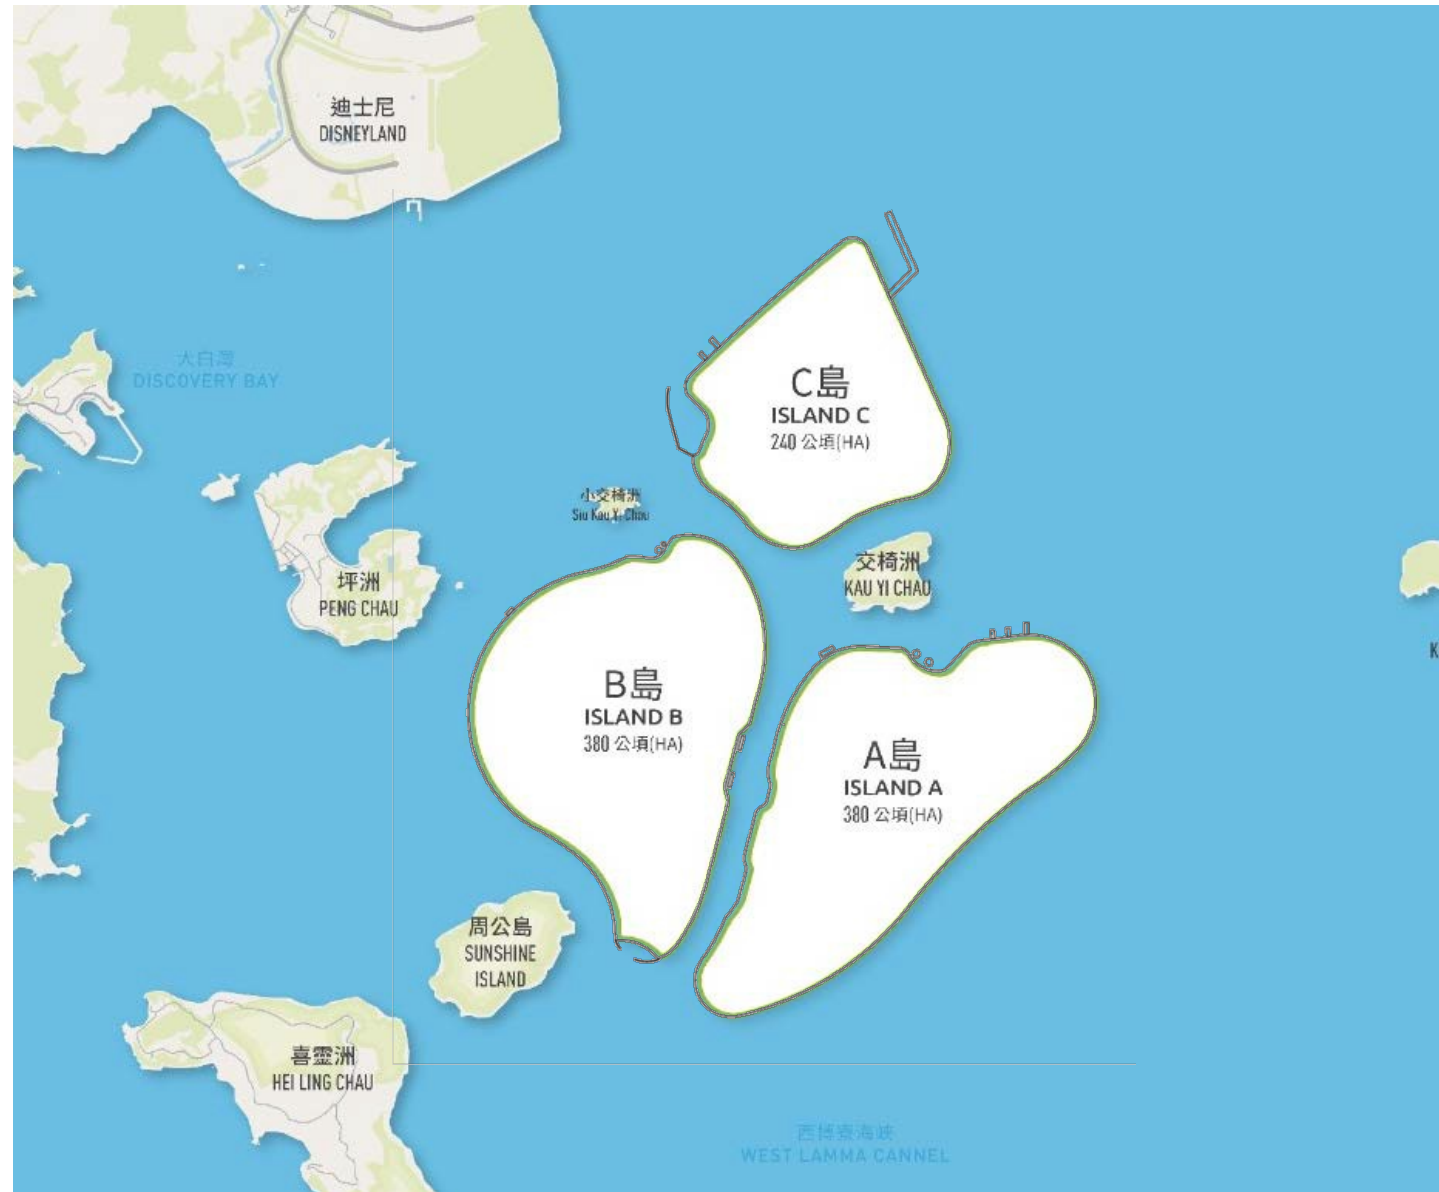 迪士尼
DISNEYLAND
大白灣
DISCOVERY BAY
C島
ISLAND C
240 公頃(HA)
小交椅洲
Siu Kau Yi Chau
交椅洲
KAU YI CHAU
坪洲
PENG CHAU
K
B島
ISLAND B
380 公頃(HA)
A島
ISLAND A
380 公頃(HA)
周公島
SUNSHINE
ISLAND
喜靈洲
HEI LING CHAU
西博寮海峽
WEST LAMMA CANNEL